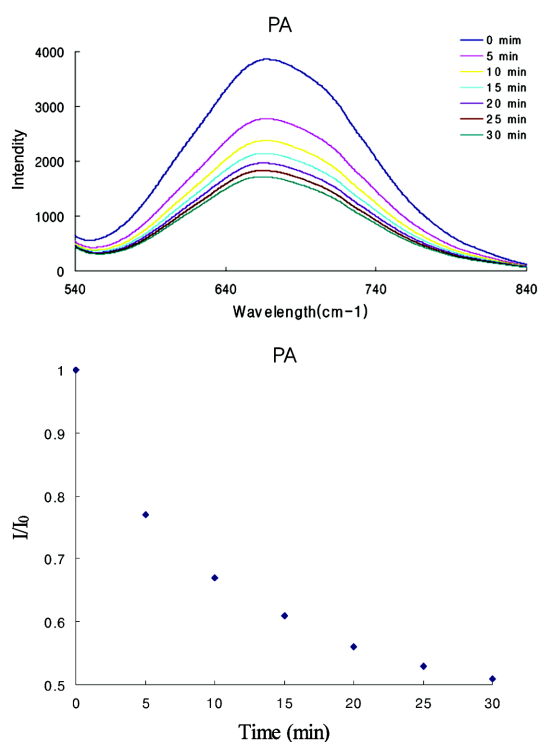 PA
0 mim
5 min
10 min
15 min
20 min
25 min
30 min
4000
3000
2000
1000
0
Intendity
540 640 740 840
Wavelength(cm-1)
PA
1
0.9
0.8
0.7
0.6
0.5
I/I0
0 5 10 15 20 25 30
Time (min)